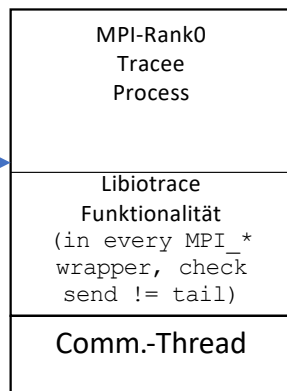 MPI-Rank0
Tracee
Process
Libiotrace
Funktionalität
(in every MPI_*
wrapper, check
send != tail)
Comm.-Thread